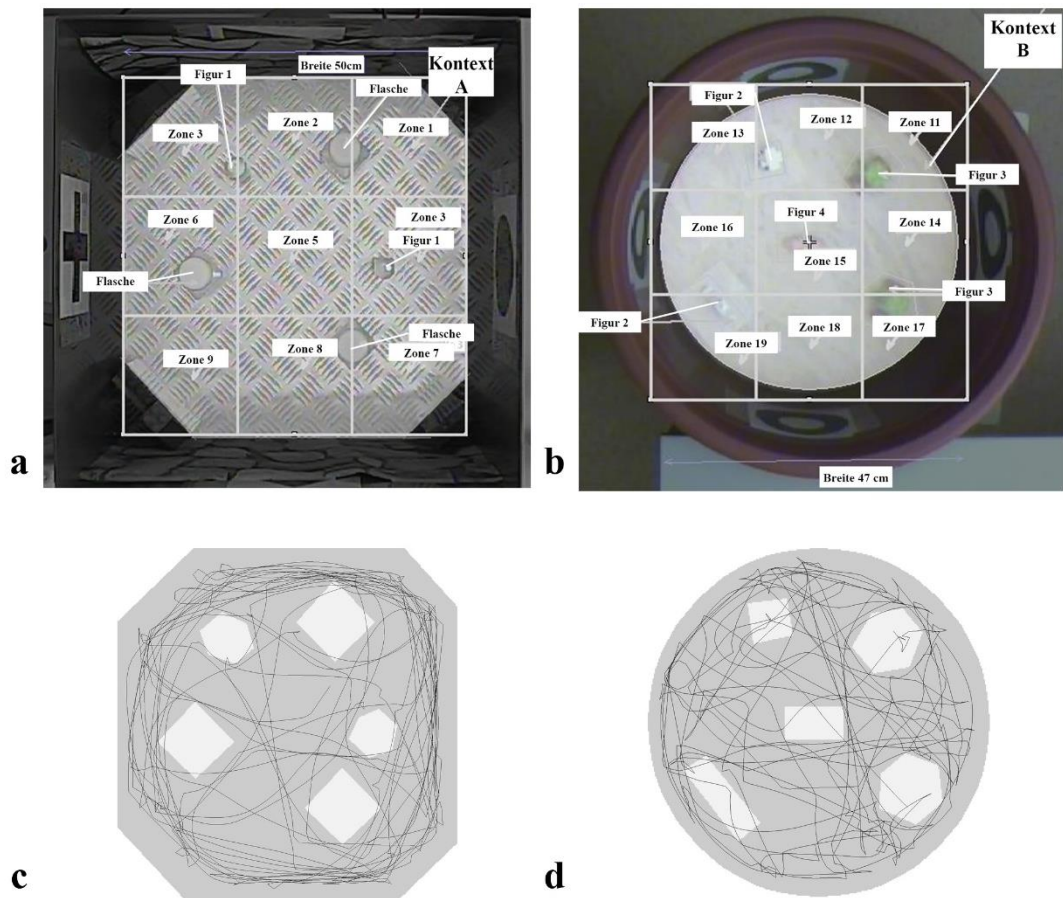 Breite 50cm
Kontext
A
Figur 1
Flasche
Zone 3
Zone 2
Zone 1
Zone 6
Zone 5
Zone 3
Figur 1
Flasche
Flasche
Zone 9
Zone 8
Zone 7
a
Kontext
B
Figur 2
Zone 13
Zone 12
Zone 11
Figur 3
Zone 16
Figur 4
Zone 14
Zone 15
Figur 3
Figur 2
Zone 19
Zone 18
Zone 17
Breite 47 cm
b
c
d